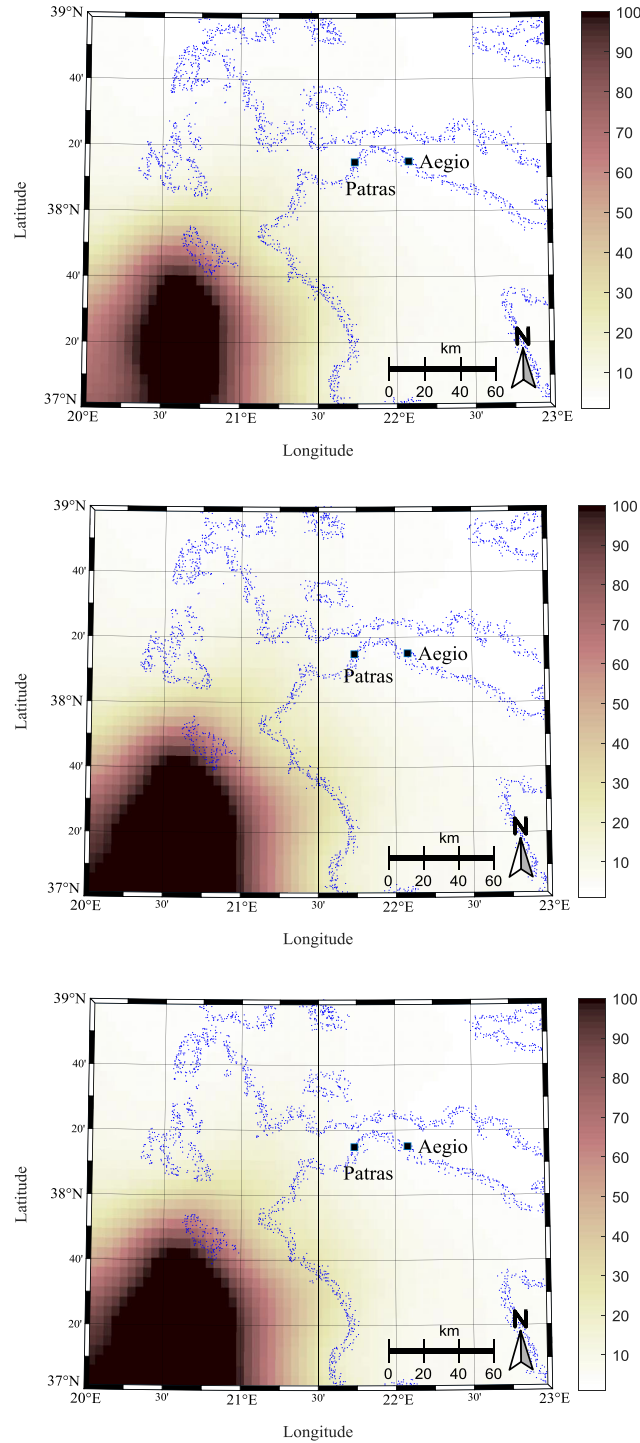 39°N
40'
20'
38°N
40'
20'
37°N
Latitude
20°E
30'
21°E
30'
22°E
30'
23°E
Longitude
Patras
Aegio
N
km
0 20 40 60
100
90
80
70
60
50
40
30
20
10
39°N
40'
20'
38°N
40'
20'
37°N
Latitude
20°E
30'
21°E
30'
22°E
30'
23°E
Longitude
Patras
Aegio
N
km
0 20 40 60
100
90
80
70
60
50
40
30
20
10
39°N
40'
20'
38°N
40'
20'
37°N
Latitude
20°E
30'
21°E
30'
22°E
30'
23°E
Longitude
Patras
Aegio
N
km
0 20 40 60
100
90
80
70
60
50
40
30
20
10